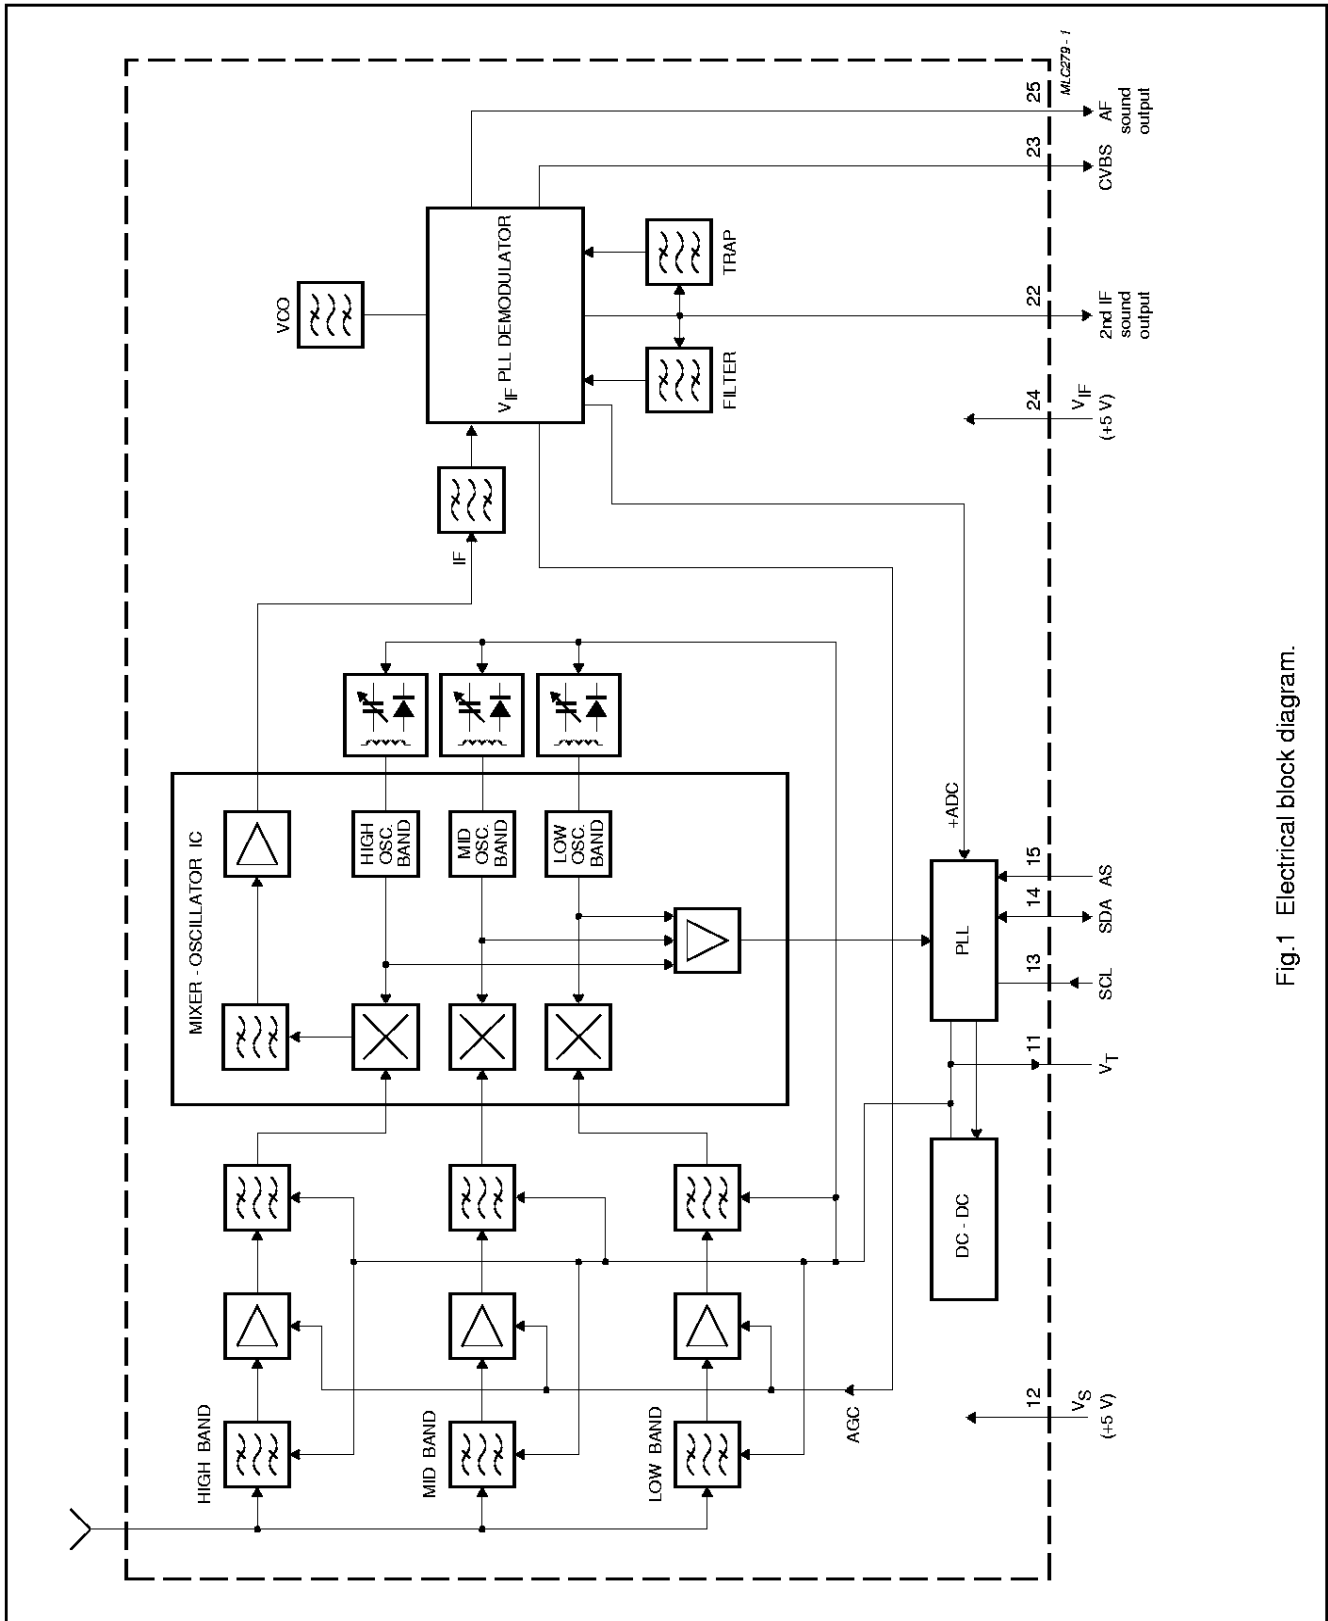 HIGH BAND
MID BAND
LOW BAND
AGC
MIXER - OSCILLATOR IC
HIGH
OSC.
BAND
MID
OSC.
BAND
LOW
OSC.
BAND
IF
VCO
VIF PLL DEMODULATOR
FILTER
TRAP
DC - DC
PLL
+ADC
12
VS
(+5 V)
11
VT
13
SCL
14
SDA
15
AS
24
VIF
(+5 V)
22
2nd IF
sound
output
23
CVBS
25
AF
sound
output
MLC279 - 1
Fig.1 Electrical block diagram.